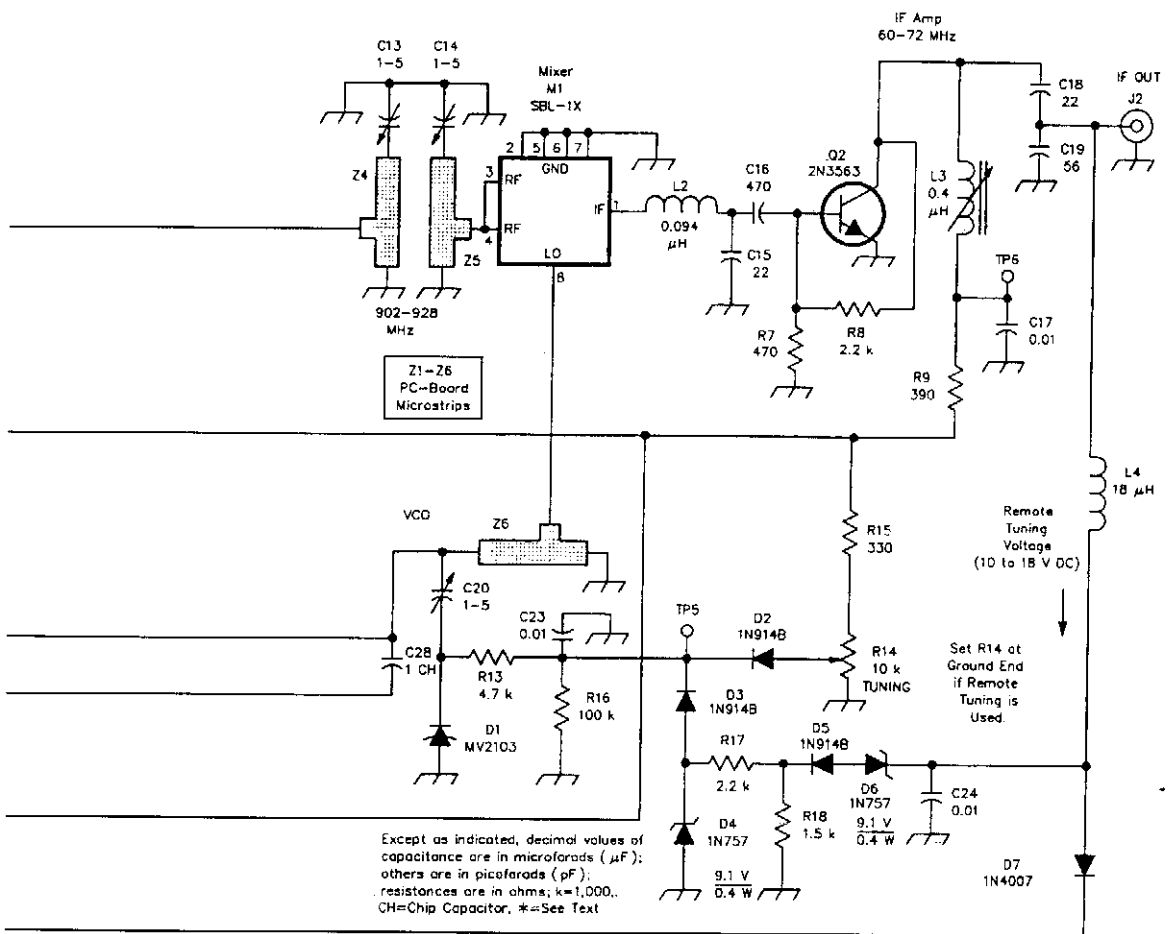 IF Amp
60-72 MHz
C13
1-5
C14
1-5
Mixer
M1
SBL-1X
C18
22
IF OUT
J2
2 5 6 7
GND
3
RF
4
RF
IF
1
LO
8
Z4
Z5
902-928
MHz
L2
0.094
μH
C16
470
C15
22
Q2
2N3563
L3
0.4
μH
C19
56
TP6
C17
0.01
R7
470
R8
2.2 k
R9
390
Z1-Z6
PC-Board
Microstrips
L4
18 μH
VCO
Z6
C20
1-5
C23
0.01
TP5
D2
1N914B
R15
330
Remote
Tuning
Voltage
(10 to 18 V DC)
C28
1 CH
R13
4.7 k
R16
100 k
R14
10 k
TUNING
Set R14 at
Ground End
if Remote
Tuning is
Used.
D1
MV2103
D3
1N914B
R17
2.2 k
D5
1N914B
D6
1N757
9.1 V
0.4 W
C24
0.01
R18
1.5 k
D4
1N757
9.1 V
0.4 W
D7
1N4007
Except as indicated, decimal values of
capacitance are in microfarads (μF);
others are in picofarads (pF);
resistances are in ohms; k=1,000.
CH=Chip Capacitor, *=See Text